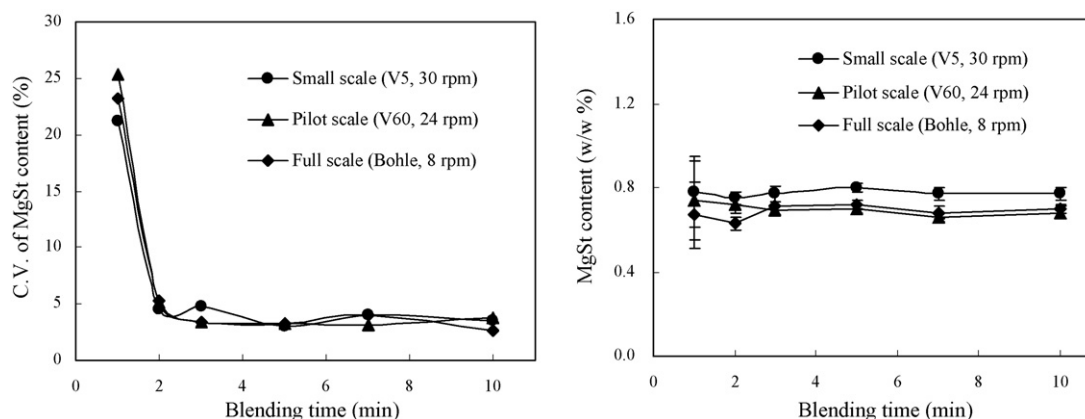 30
25
20
15
10
5
0
C.V. of MgSt content (%)
Small scale (V5, 30 rpm)
Pilot scale (V60, 24 rpm)
Full scale (Bohle, 8 rpm)
0 2 4 6 8 10
Blending time (min)
1.6
1.2
0.8
0.4
0.0
MgSt content (w/w %)
Small scale (V5, 30 rpm)
Pilot scale (V60, 24 rpm)
Full scale (Bohle, 8 rpm)
0 2 4 6 8 10
Blending time (min)